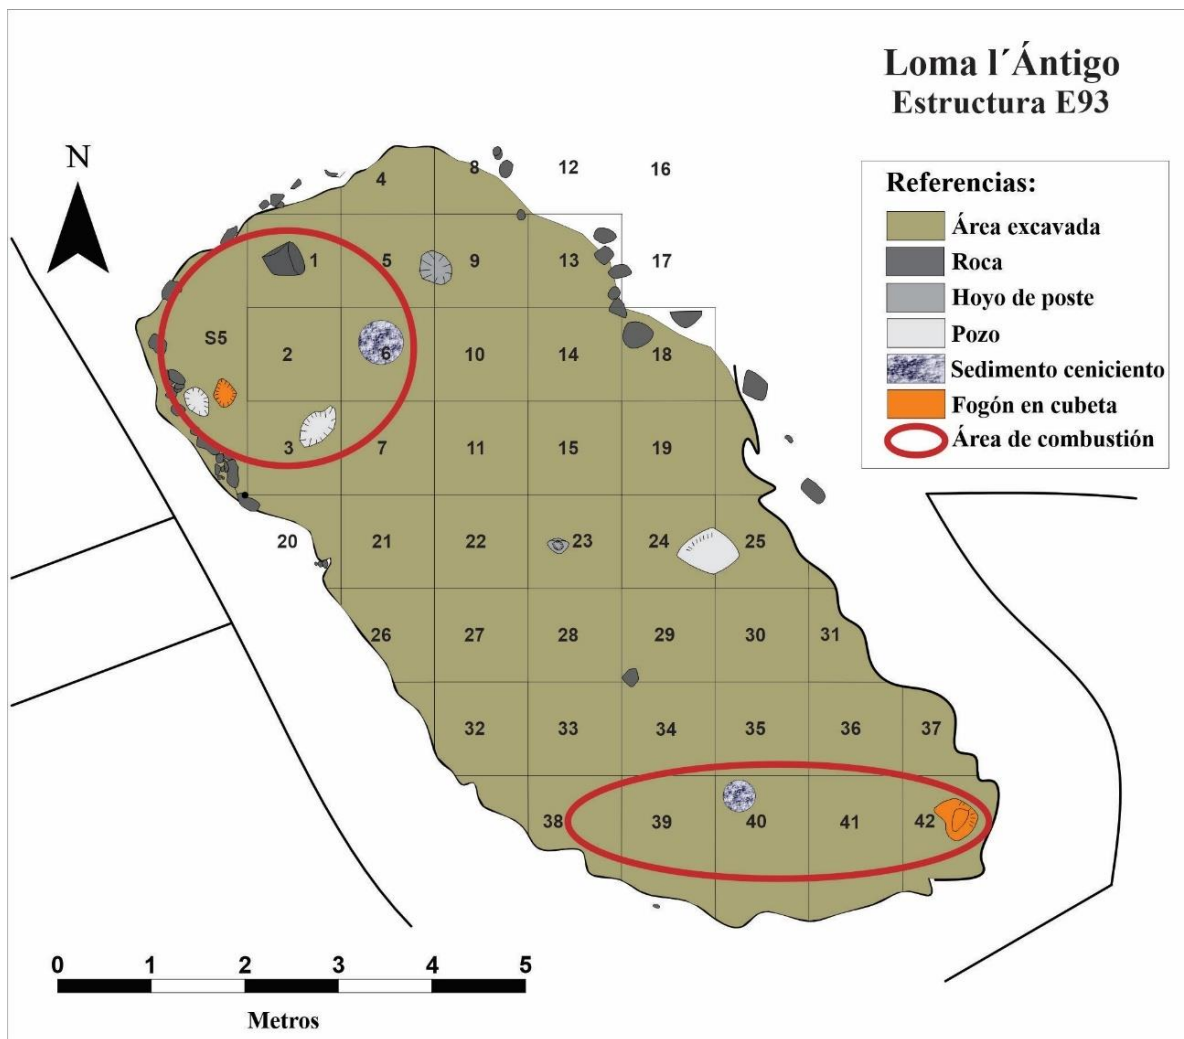 Loma l´Ántigo
Estructura E93
N
Referencias:
Área excavada
Roca
Hoyo de poste
Pozo
Sedimento ceniciento
Fogón en cubeta
Área de combustión
4 8 12 16
1 5 9 13 17
S5 2 6 10 14 18
3 7 11 15 19
20 21 22 23 24 25
26 27 28 29 30 31
32 33 34 35 36 37
38 39 40 41 42
0 1 2 3 4 5
Metros